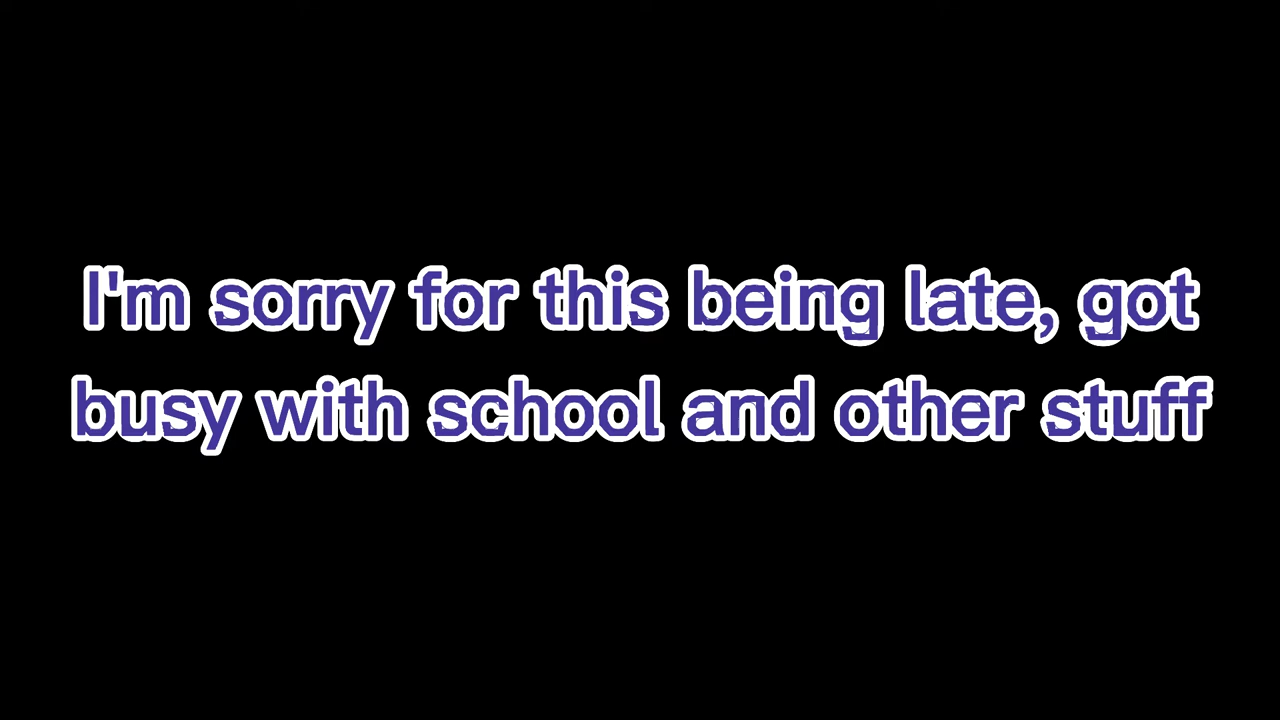 I'm sorry for this being late, got
busy with school and other stuff